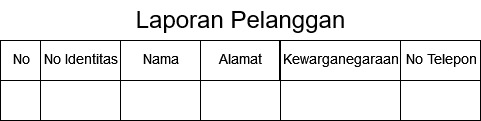 Laporan Pelanggan
No No Identitas Nama Alamat Kewarganegaraan No Telepon